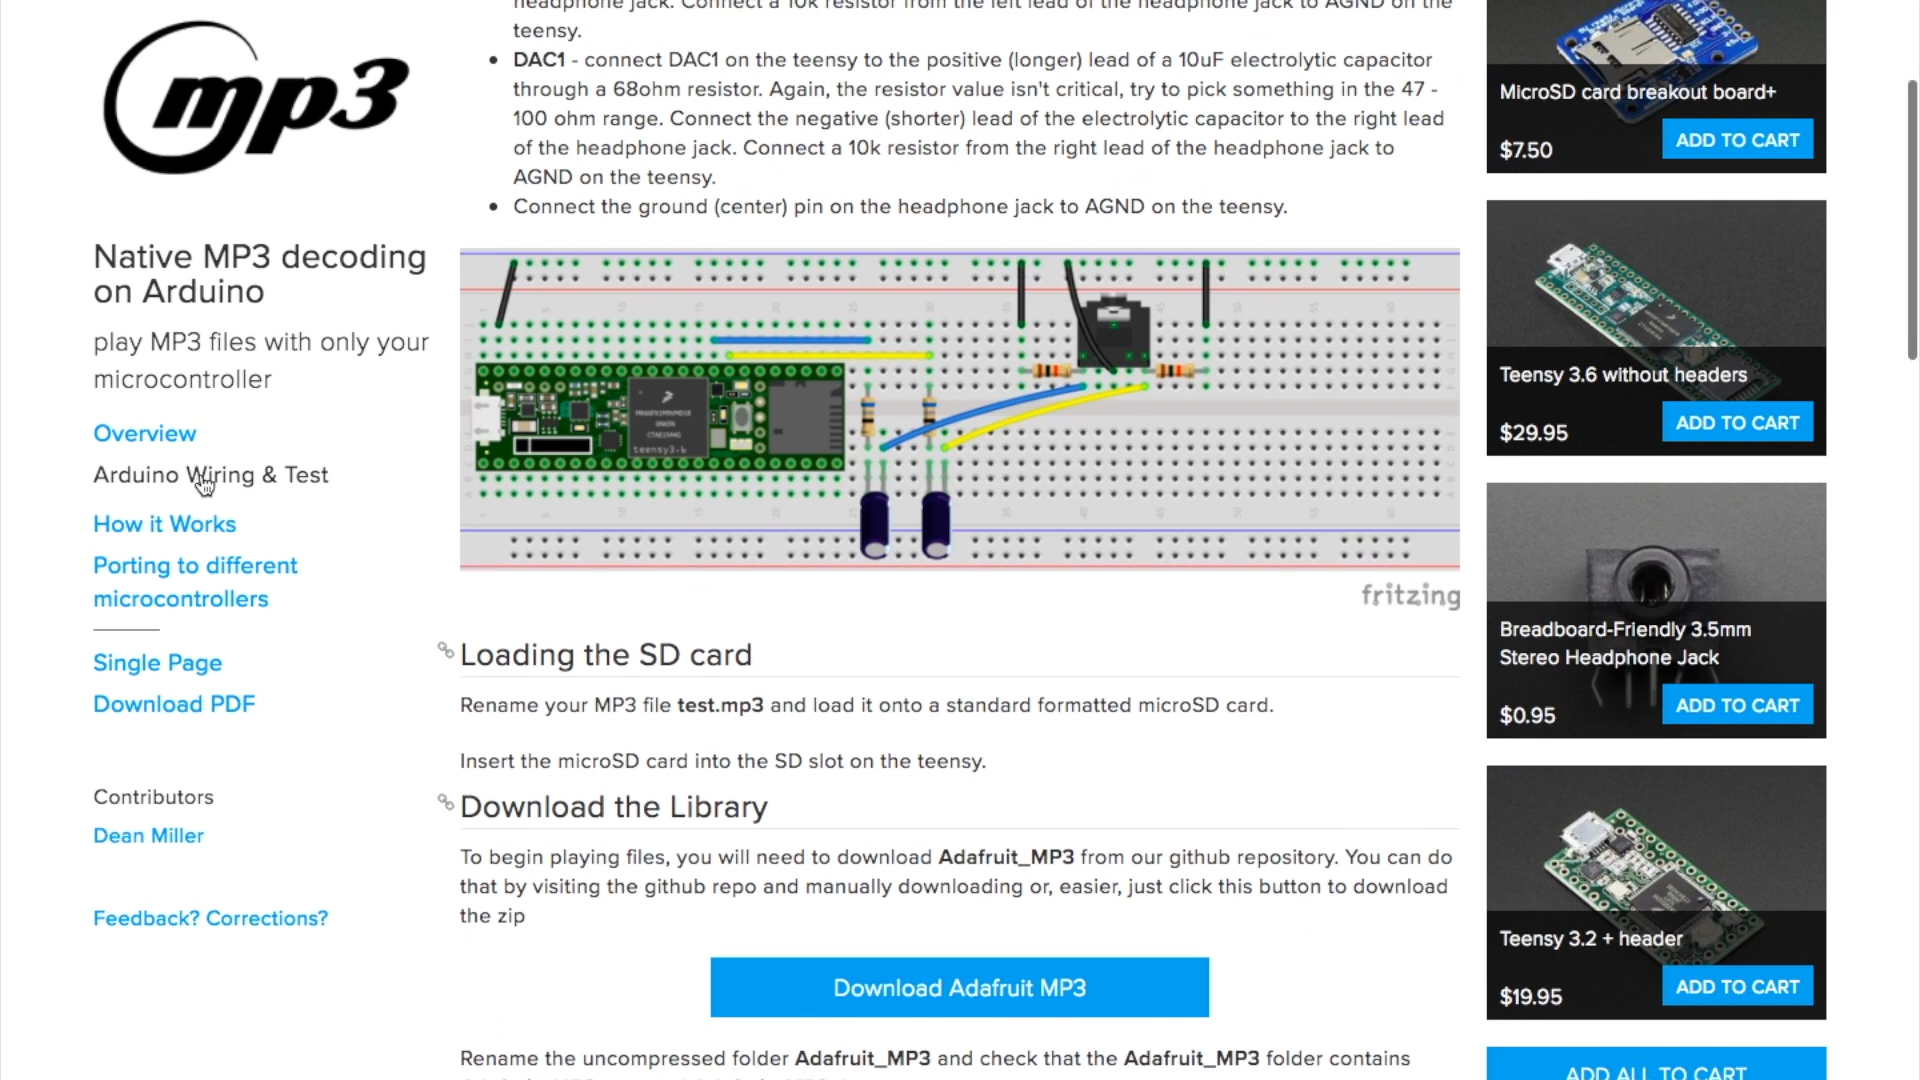 mp3
Native MP3 decoding
on Arduino
play MP3 files with only your
microcontroller
Overview
Arduino Wiring & Test
How it Works
Porting to different
microcontrollers
Single Page
Download PDF
Contributors
Dean Miller
Feedback? Corrections?
headphone jack. Connect a 10k resistor from the left lead of the headphone jack to AGND on the
teensy.
DAC1 - connect DAC1 on the teensy to the positive (longer) lead of a 10uF electrolytic capacitor
through a 68ohm resistor. Again, the resistor value isn't critical, try to pick something in the 47 -
100 ohm range. Connect the negative (shorter) lead of the electrolytic capacitor to the right lead
of the headphone jack. Connect a 10k resistor from the right lead of the headphone jack to
AGND on the teensy.
Connect the ground (center) pin on the headphone jack to AGND on the teensy.
teensy3.6
fritzing
Loading the SD card
Rename your MP3 file test.mp3 and load it onto a standard formatted microSD card.
Insert the microSD card into the SD slot on the teensy.
Download the Library
To begin playing files, you will need to download Adafruit_MP3 from our github repository. You can do
that by visiting the github repo and manually downloading or, easier, just click this button to download
the zip
Download Adafruit MP3
Rename the uncompressed folder Adafruit_MP3 and check that the Adafruit_MP3 folder contains
MicroSD card breakout board+
$7.50
ADD TO CART
Teensy 3.6 without headers
$29.95
ADD TO CART
Breadboard-Friendly 3.5mm
Stereo Headphone Jack
$0.95
ADD TO CART
Teensy 3.2 + header
$19.95
ADD TO CART
ADD ALL TO CART